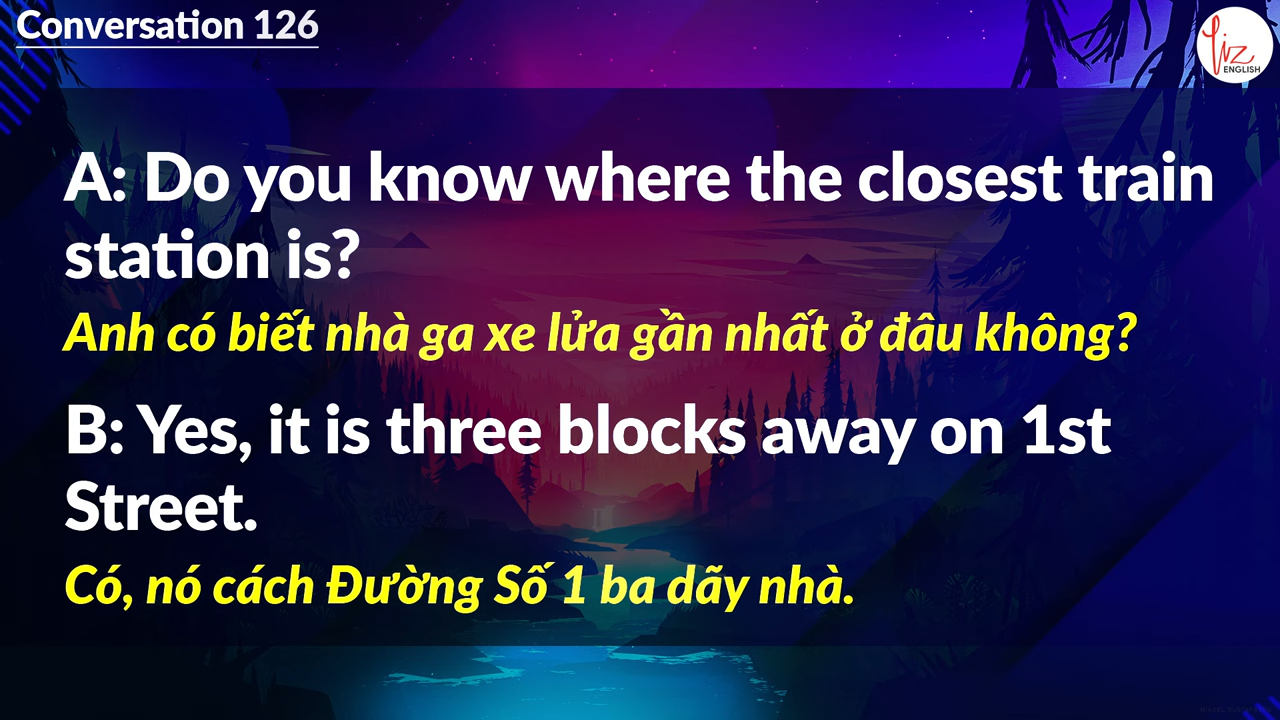 Conversation 126
Liz
ENGLISH
A: Do you know where the closest train
station is?
Anh có biết nhà ga xe lửa gần nhất ở đâu không?
B: Yes, it is three blocks away on 1st
Street.
Có, nó cách Đường Số 1 ba dãy nhà.